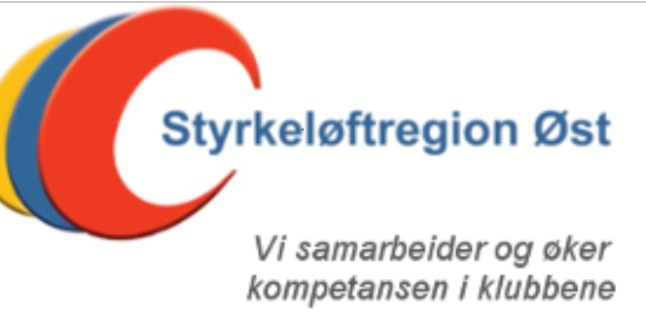 Styrkeløftregion Øst
Vi samarbeider og øker
kompetansen i klubbene